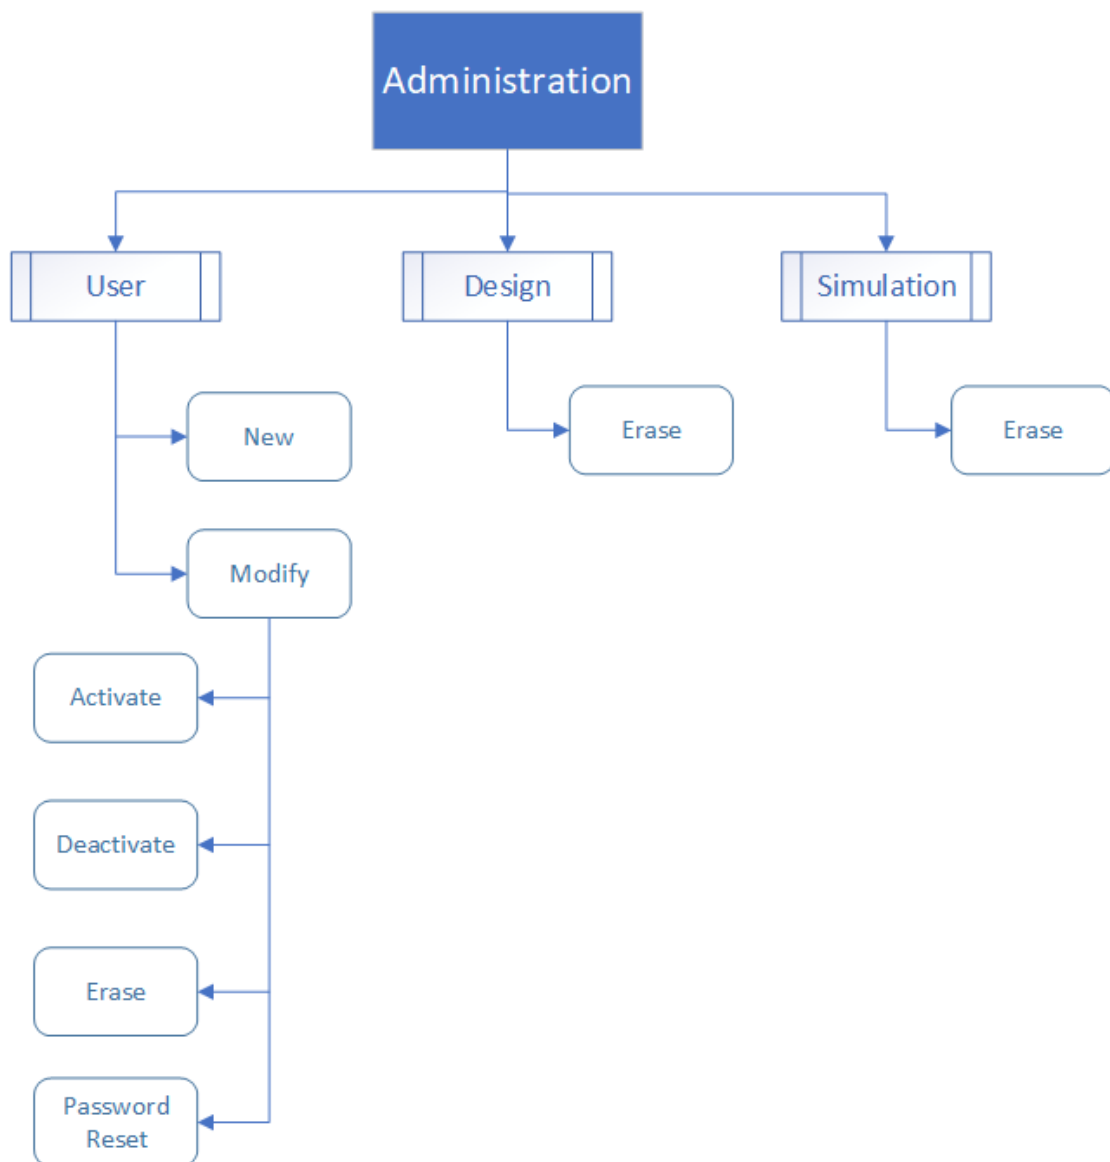 Administration
User
Design
Simulation
New
Erase
Erase
Modify
Activate
Deactivate
Erase
Password
Reset